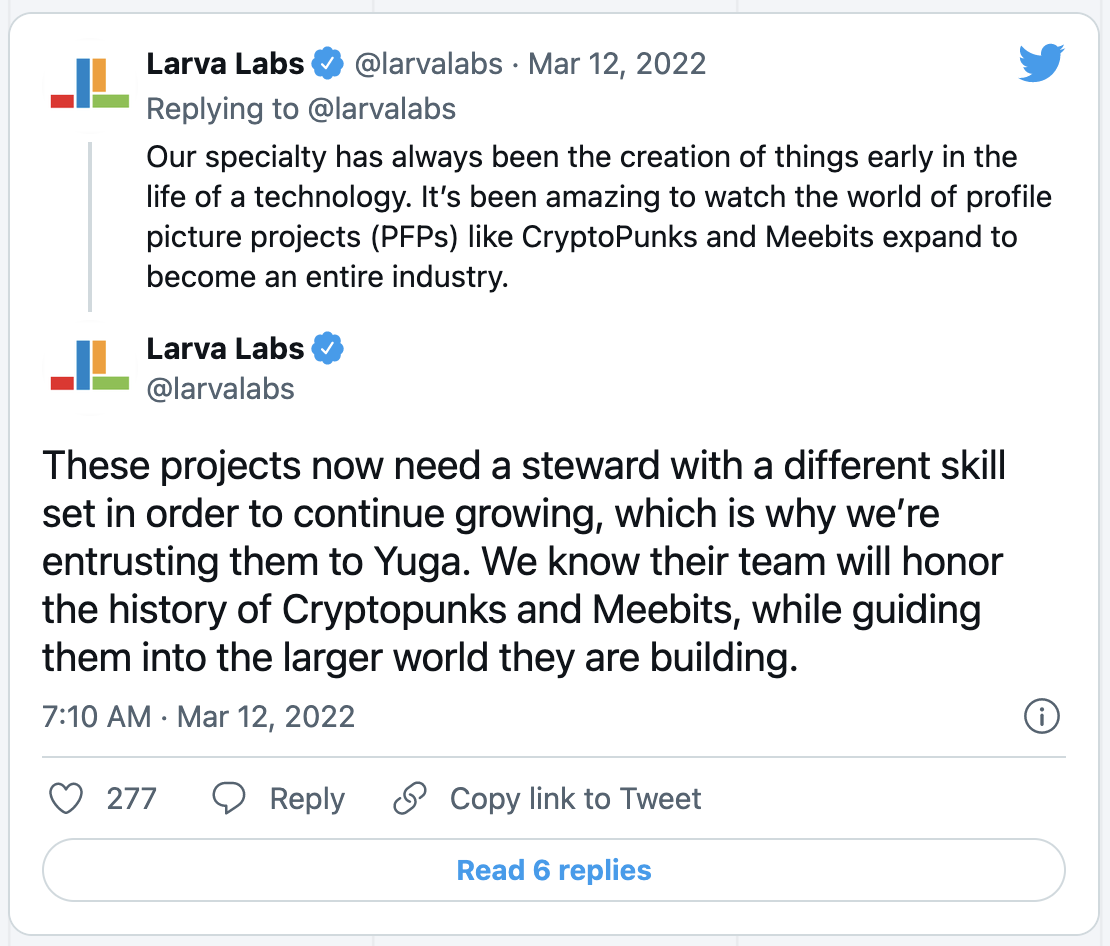 Larva Labs @larvalabs · Mar 12, 2022
Replying to @larvalabs
Our specialty has always been the creation of things early in the
life of a technology. It’s been amazing to watch the world of profile
picture projects (PFPs) like CryptoPunks and Meebits expand to
become an entire industry.
Larva Labs
@larvalabs
These projects now need a steward with a different skill
set in order to continue growing, which is why we’re
entrusting them to Yuga. We know their team will honor
the history of Cryptopunks and Meebits, while guiding
them into the larger world they are building.
7:10 AM · Mar 12, 2022
277 Reply Copy link to Tweet
Read 6 replies